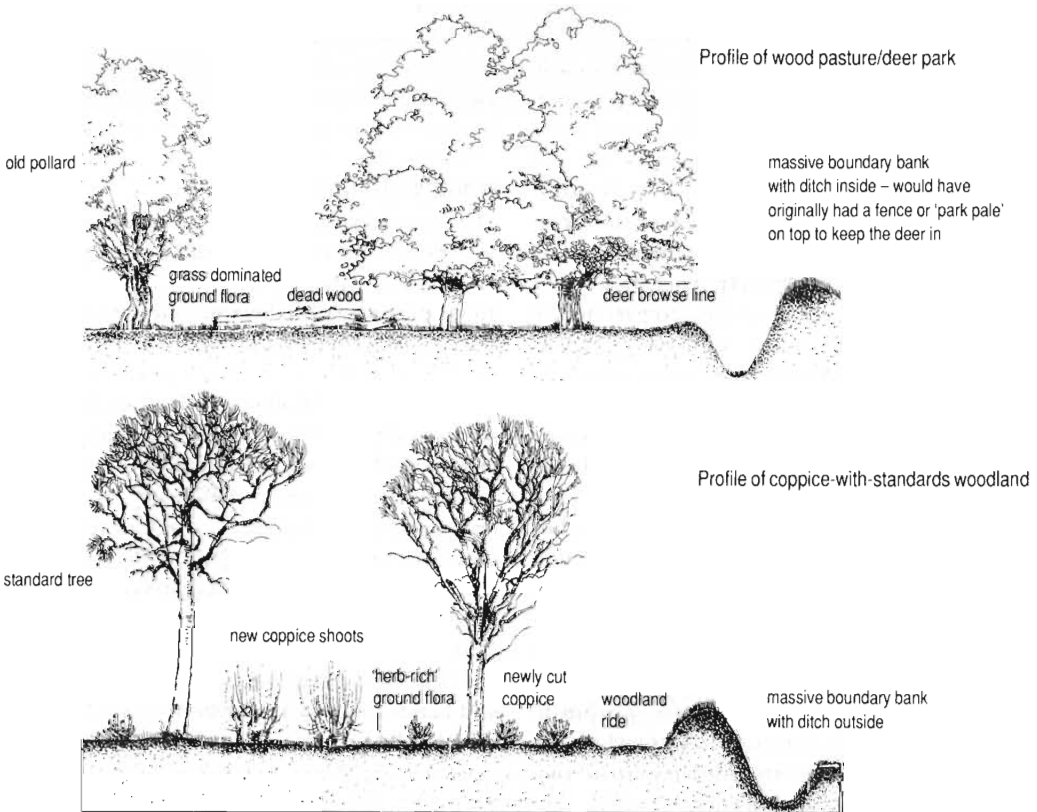 Profile of wood pasture/deer park
old pollard
massive boundary bank
with ditch inside – would have
originally had a fence or 'park pale'
on top to keep the deer in
grass dominated
ground flora
dead wood
deer browse line
Profile of coppice-with-standards woodland
standard tree
new coppice shoots
'herb-rich'
ground flora
newly cut
coppice
woodland
ride
massive boundary bank
with ditch outside